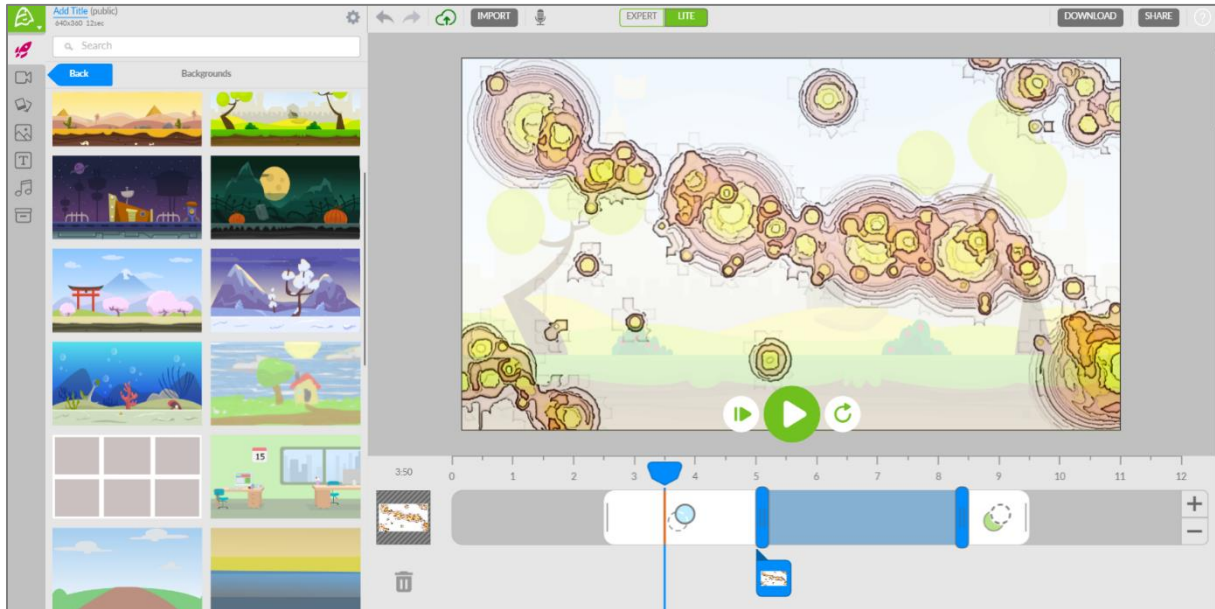 Add Title (public)
640x360 12sec
IMPORT
EXPERT LITE
DOWNLOAD
SHARE
?
Search
Back
Backgrounds
15
T
3:50
0 1 2 3 4 5 6 7 8 9 10 11 12